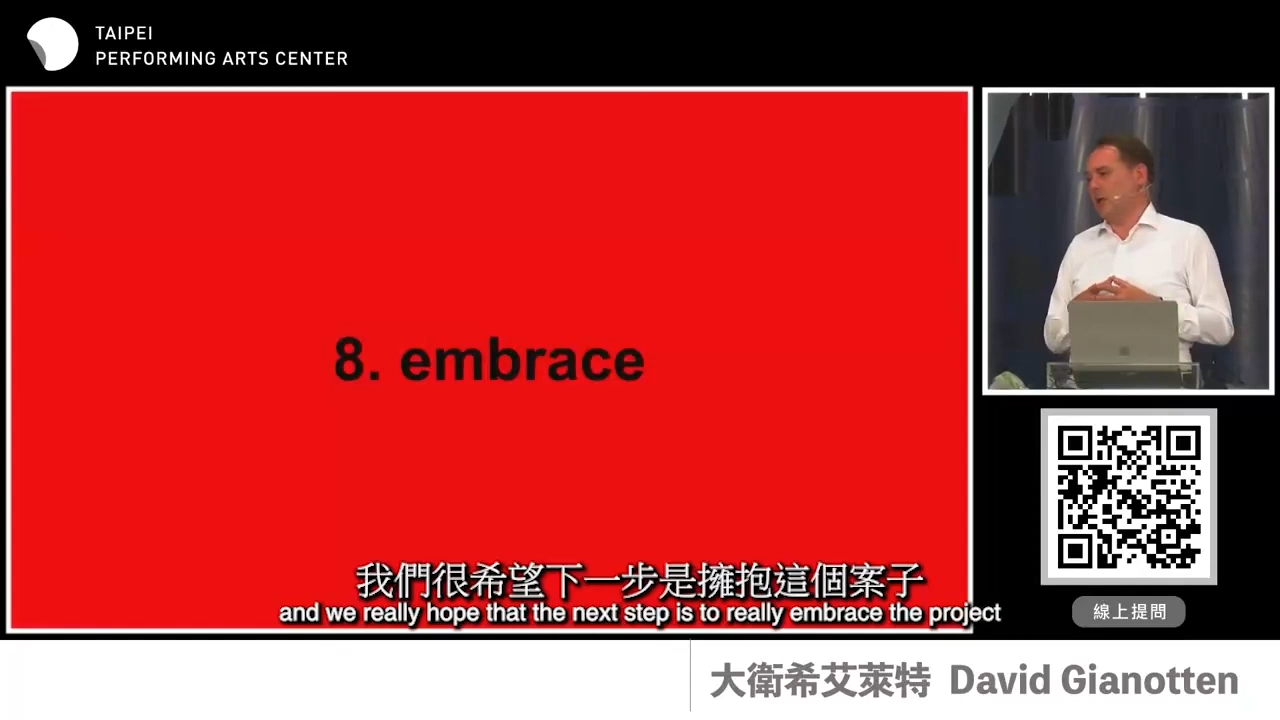 TAIPEI
PERFORMING ARTS CENTER
8. embrace
我們很希望下一步是擁抱這個案子
and we really hope that the next step is to really embrace the project
線上提問
大衛希艾萊特 David Gianotten